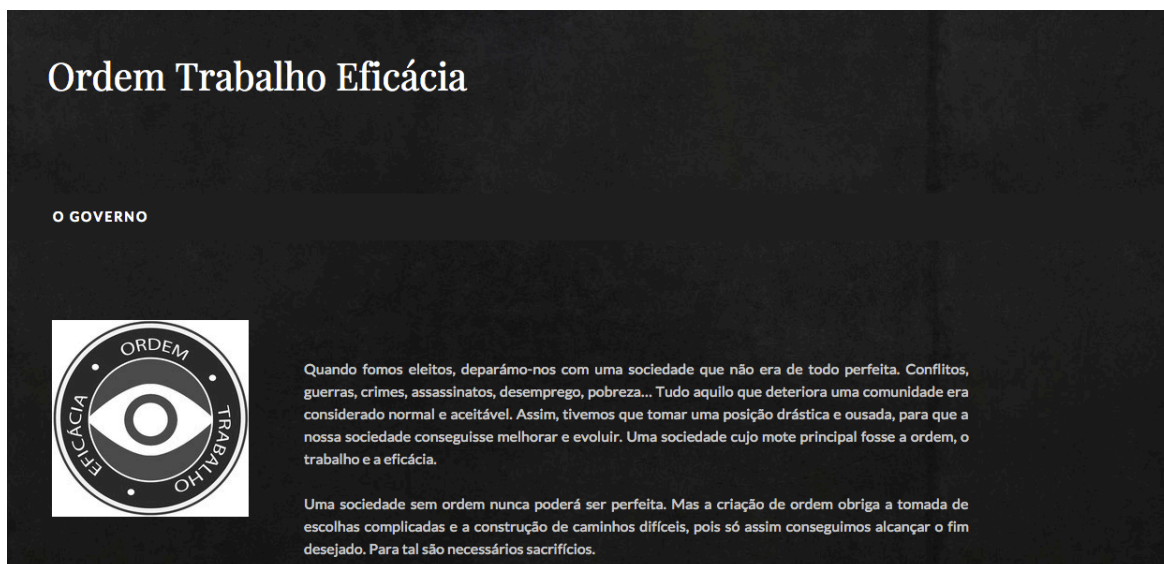 Ordem Trabalho Eficácia
O GOVERNO
ORDEM
TRABALHO
EFICÁCIA
Quando fomos eleitos, deparámo-nos com uma sociedade que não era de todo perfeita. Conflitos,
guerras, crimes, assassinatos, desemprego, pobreza... Tudo aquilo que deteriora uma comunidade era
considerado normal e aceitável. Assim, tivemos que tomar uma posição drástica e ousada, para que a
nossa sociedade conseguisse melhorar e evoluir. Uma sociedade cujo mote principal fosse a ordem, o
trabalho e a eficácia.
Uma sociedade sem ordem nunca poderá ser perfeita. Mas a criação de ordem obriga a tomada de
escolhas complicadas e a construção de caminhos difíceis, pois só assim conseguimos alcançar o fim
desejado. Para tal são necessários sacrifícios.